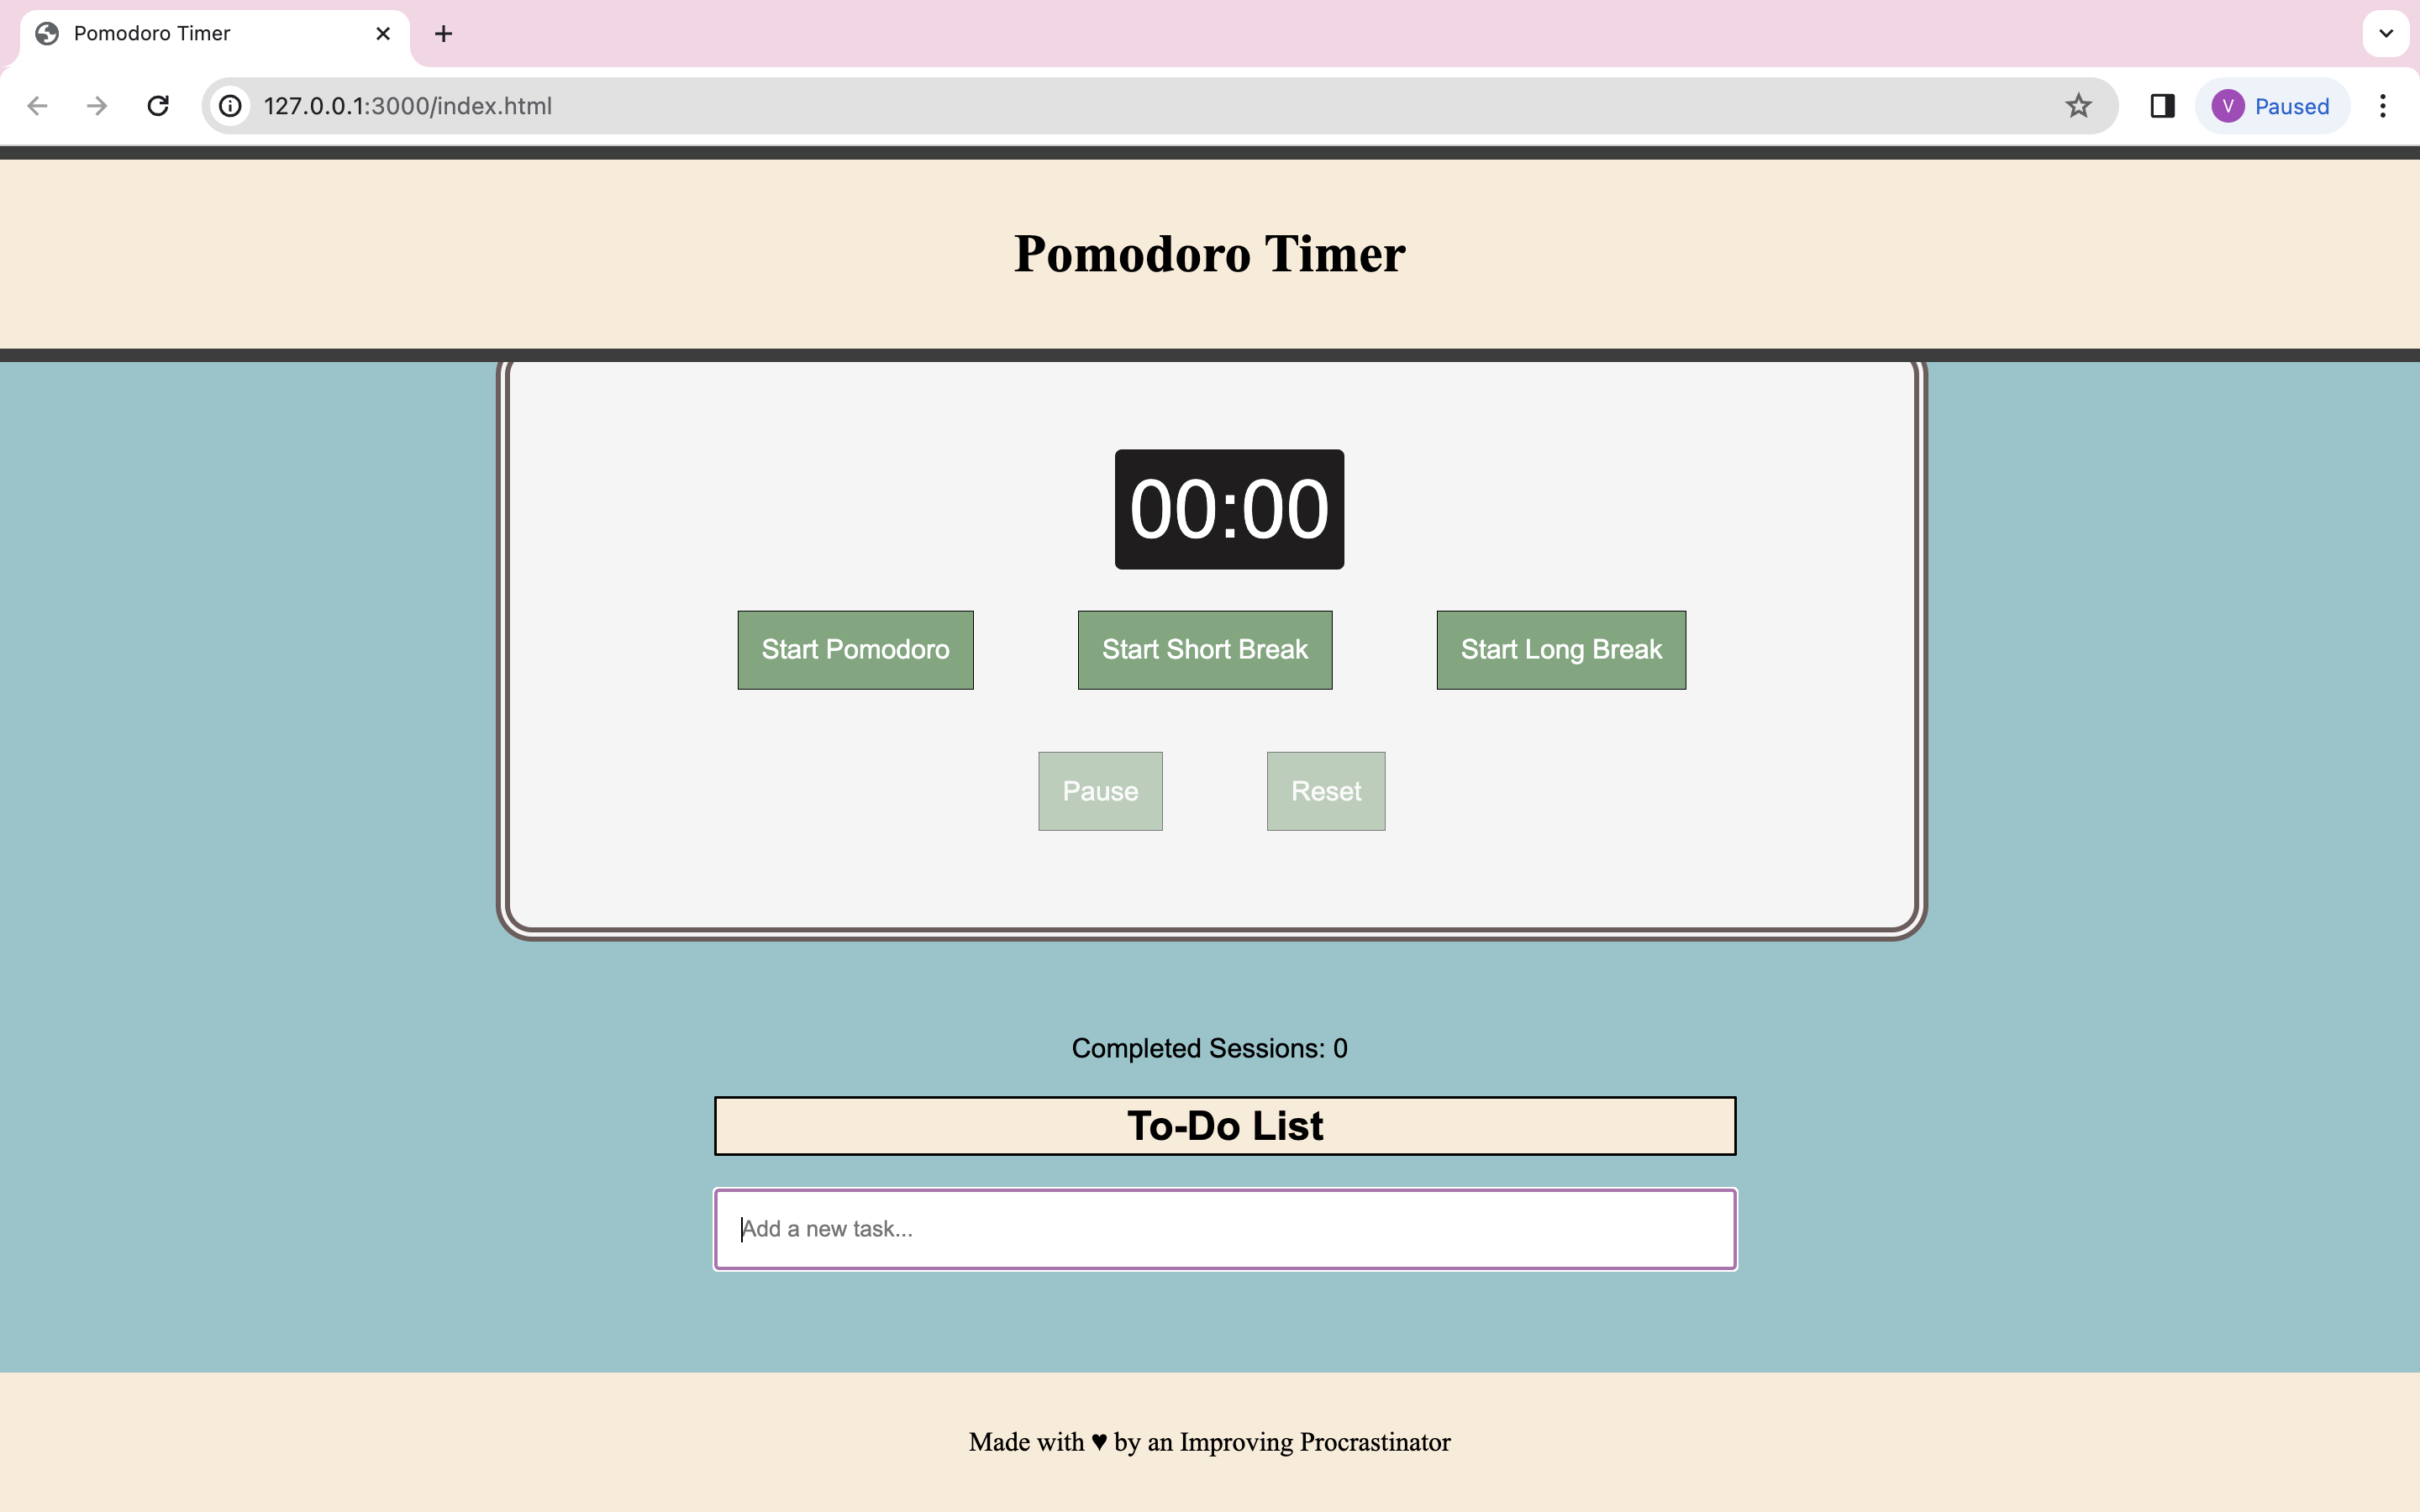 Pomodoro Timer
127.0.0.1:3000/index.html
V Paused
Pomodoro Timer
00:00
Start Pomodoro Start Short Break Start Long Break
Pause Reset
Completed Sessions: 0
To-Do List
Add a new task...
Made with ♥ by an Improving Procrastinator